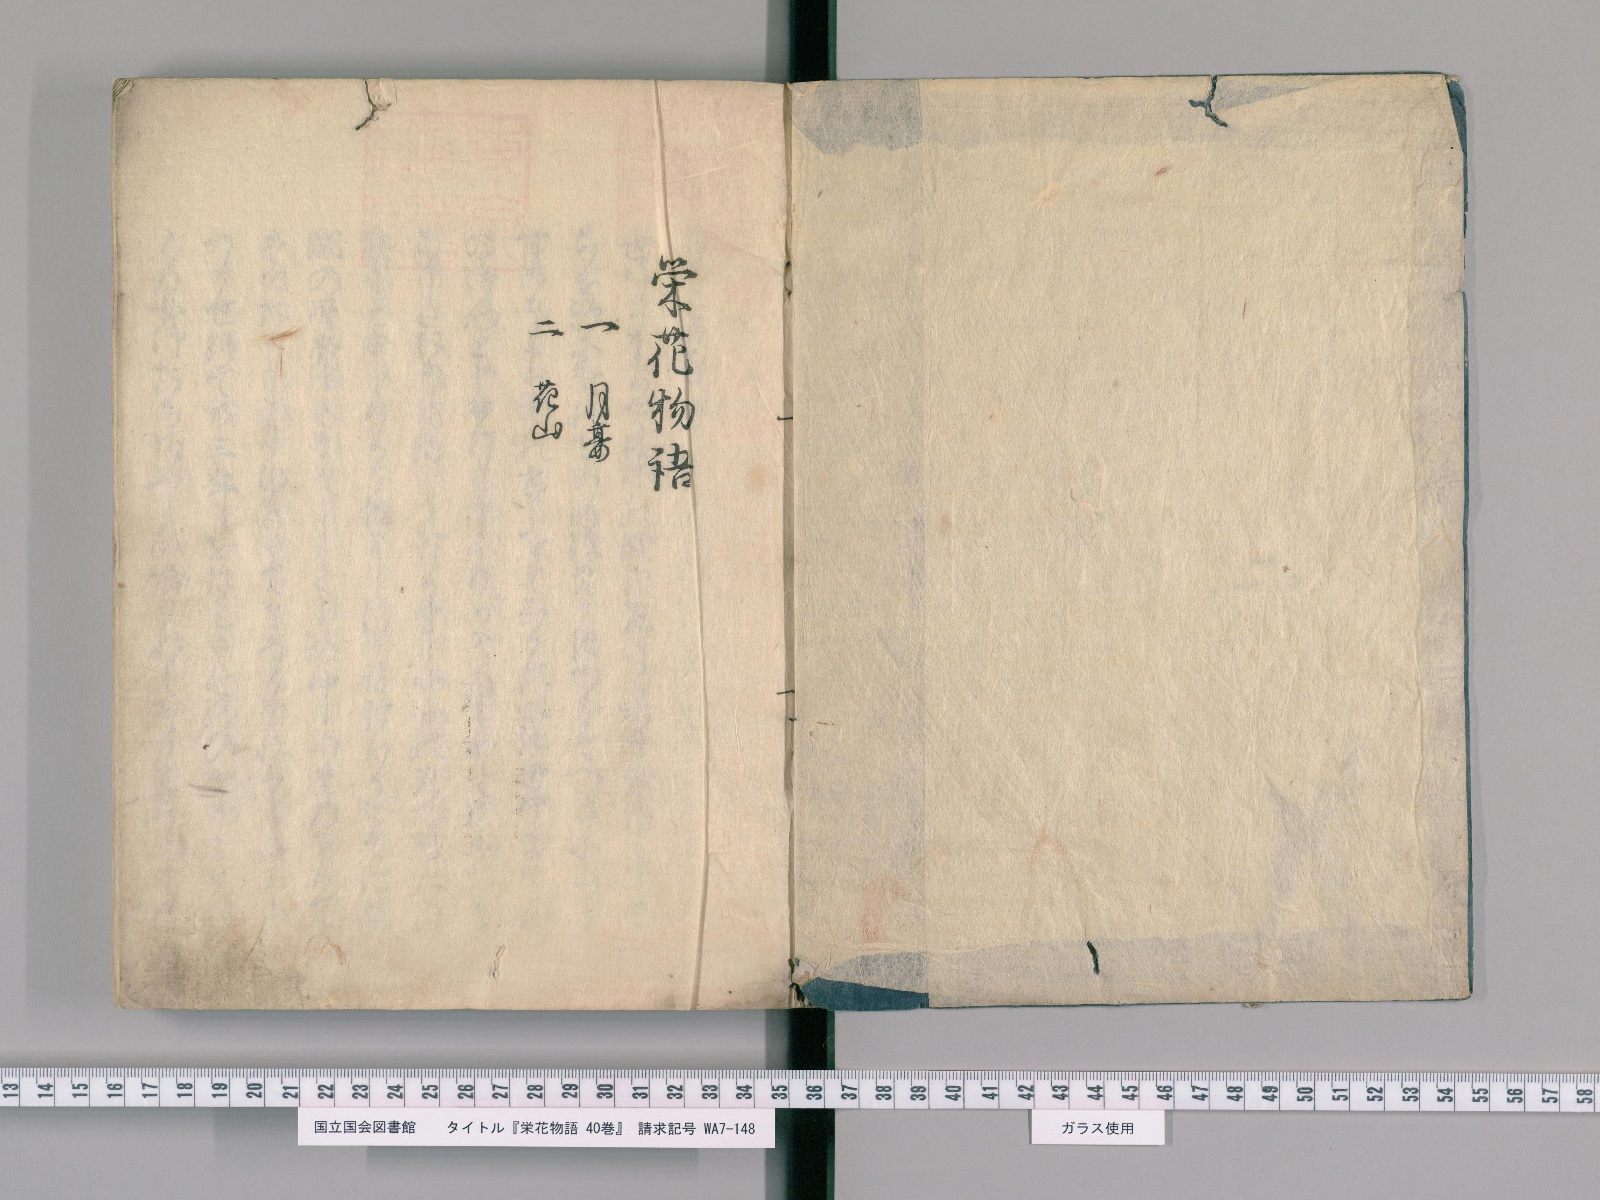 栄花物語
一 月宴
二 花山
13 14 15 16 17 18 19 20 21 22 23 24 25 26 27 28 29 30 31 32 33 34 35 36 37 38 39 40 41 42 43 44 45 46 47 48 49 50 51 52 53 54 55 56 57 58
国立国会図書館 タイトル『栄花物語 40巻』 請求記号 WA7-148
ガラス使用